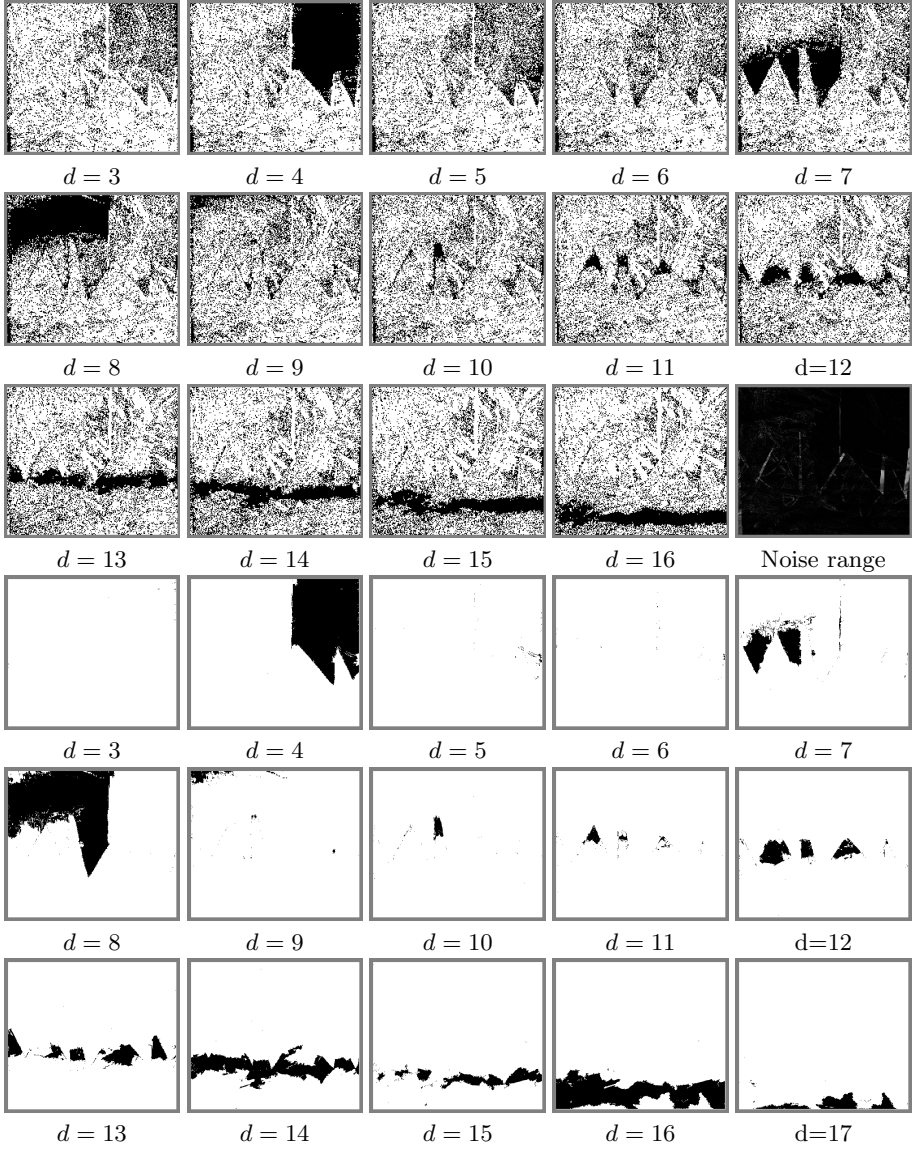 d = 3 d = 4 d = 5 d = 6 d = 7
d = 8 d = 9 d = 10 d = 11 d=12
d = 13 d = 14 d = 15 d = 16 Noise range
d = 3 d = 4 d = 5 d = 6 d = 7
d = 8 d = 9 d = 10 d = 11 d=12
d = 13 d = 14 d = 15 d = 16 d=17